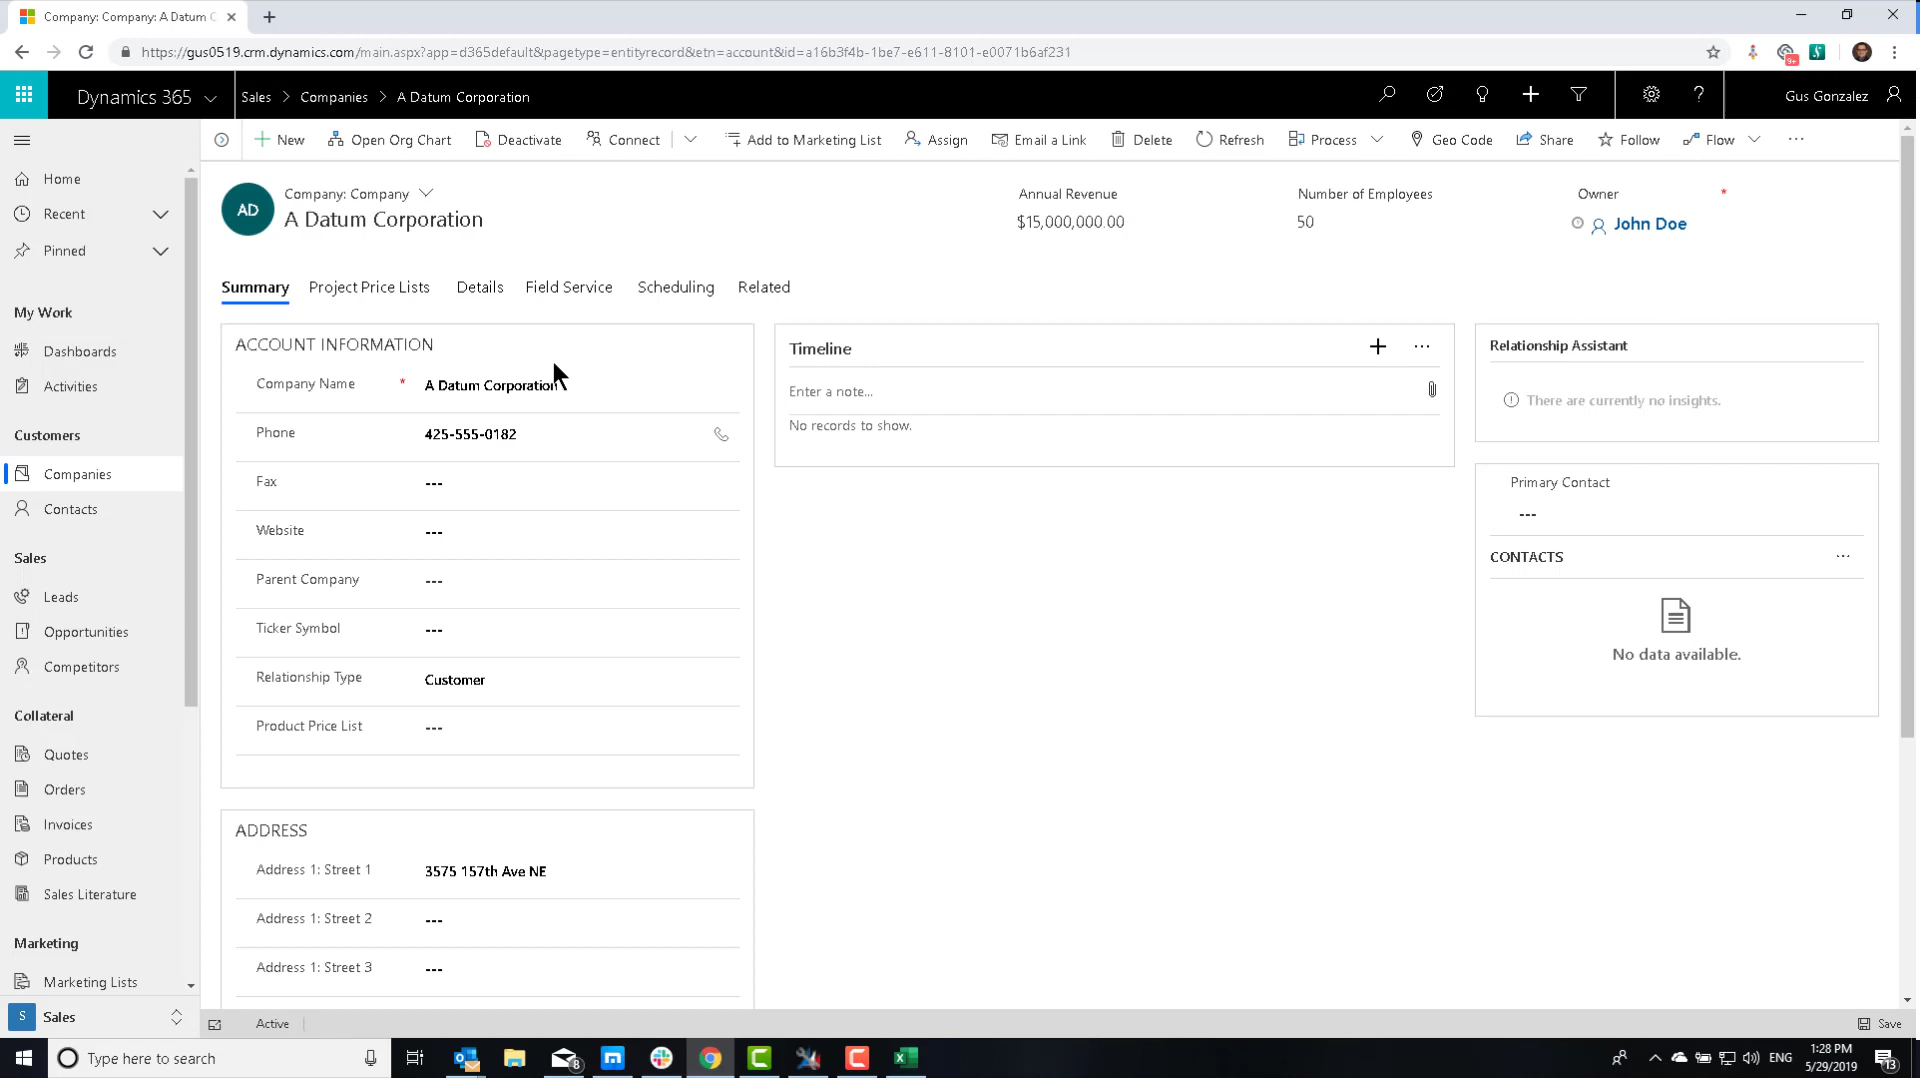 Company: Company: A Datum C
https://gus0519.crm.dynamics.com/main.aspx?app=d365default&pagetype=entityrecord&etn=account&id=a16b3f4b-1be7-e611-8101-e0071b6af231
9+
Dynamics 365
Sales > Companies > A Datum Corporation
?
Gus Gonzalez
New
Open Org Chart
Deactivate
Connect
Add to Marketing List
Assign
Email a Link
Delete
Refresh
Process
Geo Code
Share
Follow
Flow
...
Home
Recent
Pinned
My Work
Dashboards
Activities
Customers
Companies
Contacts
Sales
Leads
Opportunities
Competitors
Collateral
Quotes
Orders
Invoices
Products
Sales Literature
Marketing
Marketing Lists
S Sales
AD
Company: Company
A Datum Corporation
Annual Revenue
$15,000,000.00
Number of Employees
50
Owner *
John Doe
Summary
Project Price Lists
Details
Field Service
Scheduling
Related
ACCOUNT INFORMATION
Company Name * A Datum Corporation
Phone 425-555-0182
Fax ---
Website ---
Parent Company ---
Ticker Symbol ---
Relationship Type Customer
Product Price List ---
ADDRESS
Address 1: Street 1 3575 157th Ave NE
Address 1: Street 2 ---
Address 1: Street 3 ---
Timeline
...
Enter a note...
No records to show.
Relationship Assistant
There are currently no insights.
Primary Contact
---
CONTACTS
...
No data available.
Active
Save
Type here to search
8
ENG
1:28 PM
5/29/2019
13